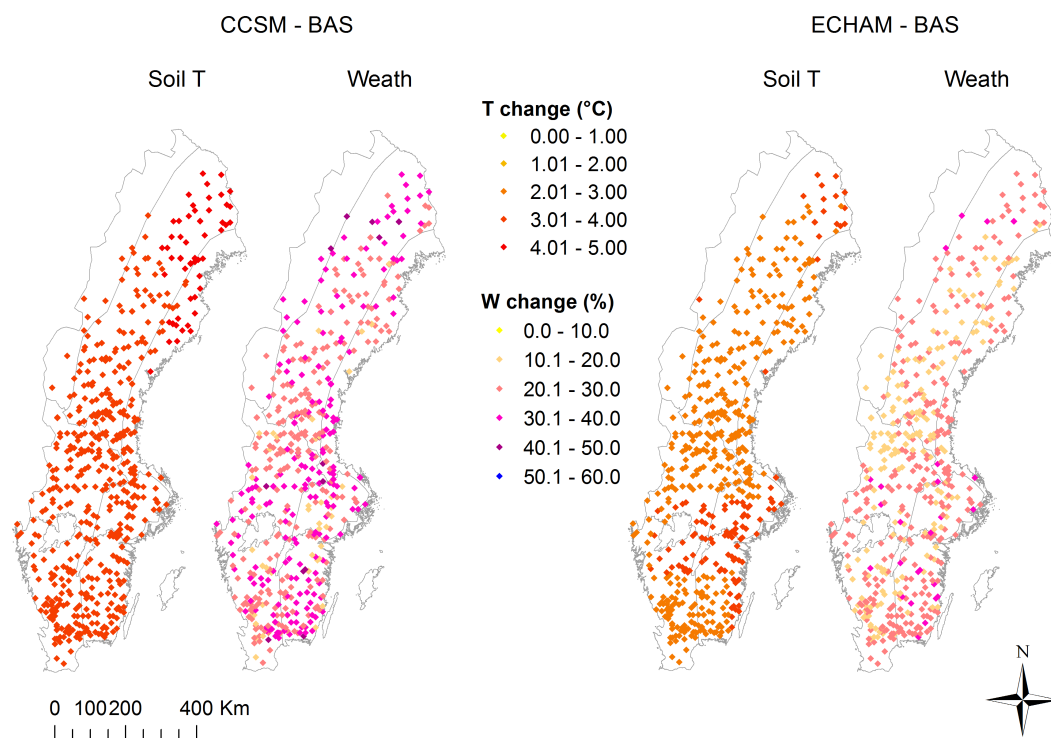 CCSM - BAS
ECHAM - BAS
Soil T
Weath
Soil T
Weath
T change (°C)
0.00 - 1.00
1.01 - 2.00
2.01 - 3.00
3.01 - 4.00
4.01 - 5.00
W change (%)
0.0 - 10.0
10.1 - 20.0
20.1 - 30.0
30.1 - 40.0
40.1 - 50.0
50.1 - 60.0
N
0 100 200 400 Km